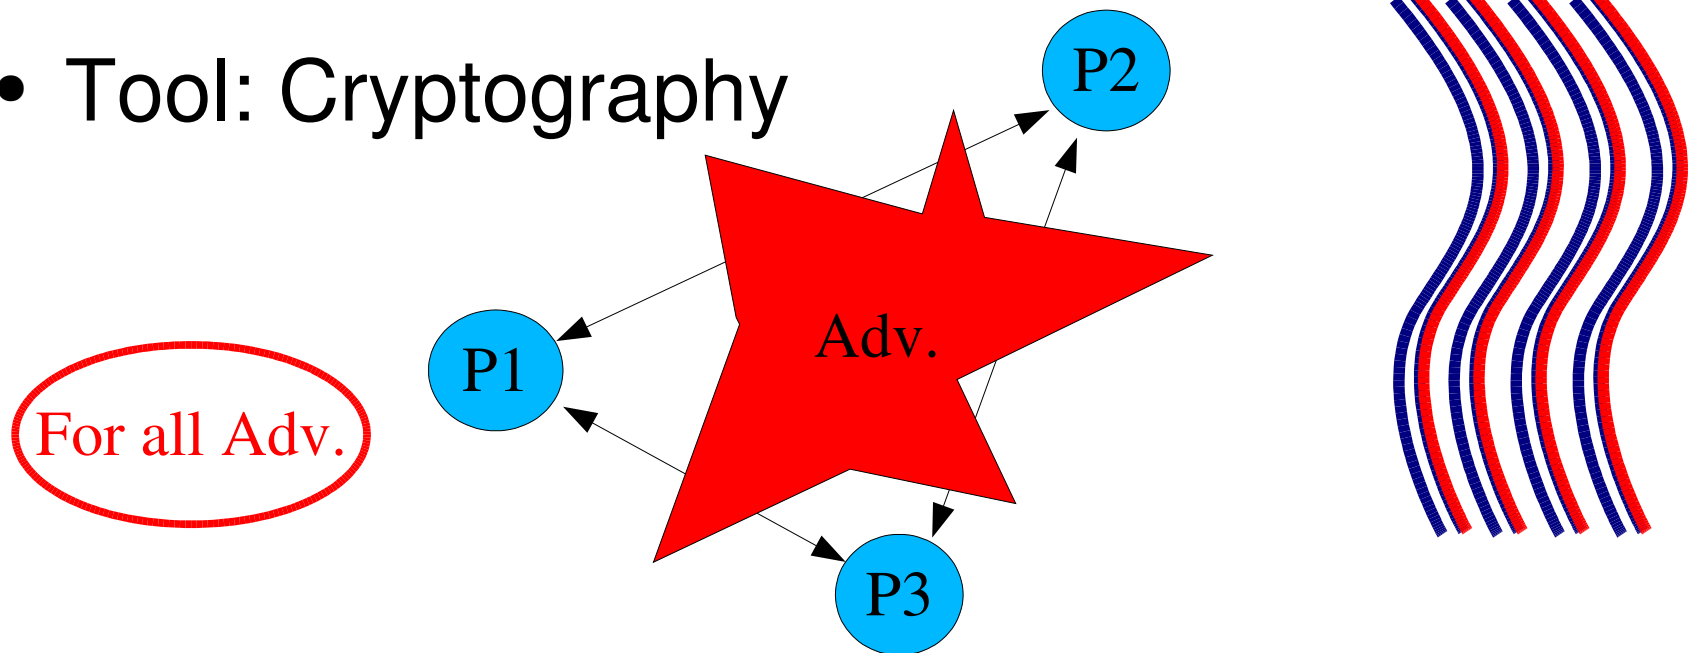 • Tool: Cryptography
P2
Adv.
P1
For all Adv.
P3